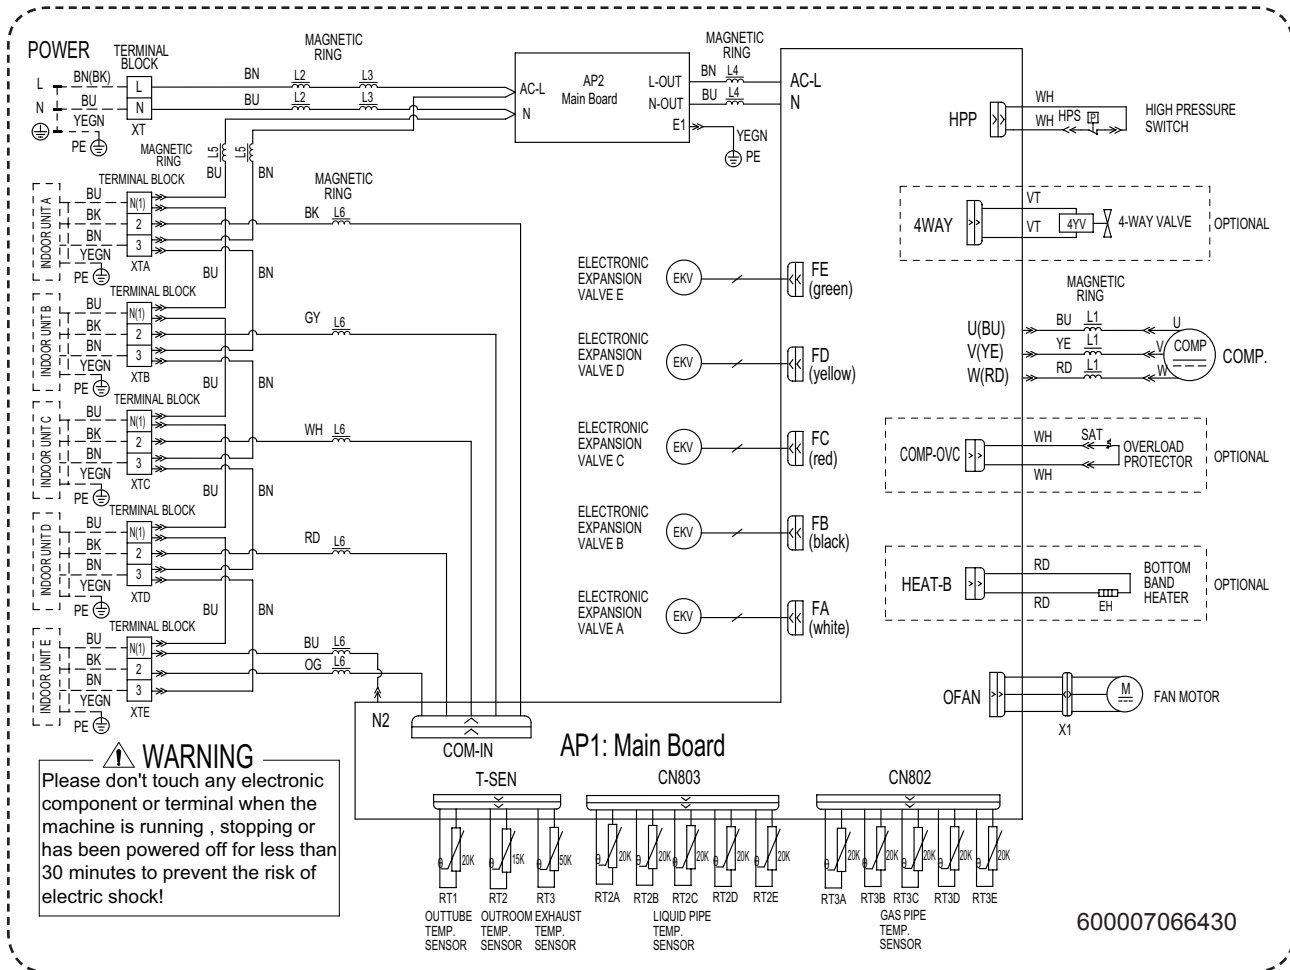 POWER
TERMINAL
BLOCK
MAGNETIC
RING
MAGNETIC
RING
L
BN(BK)
L
BN
L2
L3
N
BU
N
BU
L2
L3
YEGN
XT
PE
AC-L
N
AP2
Main Board
L-OUT
N-OUT
E1
BN
L4
BU
L4
YEGN
PE
AC-L
N
HPP
WH
WH
HPS
P
HIGH PRESSURE
SWITCH
MAGNETIC
RING
L5
L5
BU
BN
TERMINAL BLOCK
INDOOR UNIT A
BU
BK
BN
YEGN
PE
N(1)
2
3
XTA
MAGNETIC
RING
BK
L6
BU
BN
4WAY
VT
VT
4YV
4-WAY VALVE
OPTIONAL
TERMINAL BLOCK
INDOOR UNIT B
BU
BK
BN
YEGN
PE
N(1)
2
3
XTB
GY
L6
BU
BN
ELECTRONIC
EXPANSION
VALVE E
EKV
FE
(green)
MAGNETIC
RING
U(BU)
BU
L1
U
V(YE)
YE
L1
V
W(RD)
RD
L1
W
COMP
COMP.
ELECTRONIC
EXPANSION
VALVE D
EKV
FD
(yellow)
TERMINAL BLOCK
INDOOR UNIT C
BU
BK
BN
YEGN
PE
N(1)
2
3
XTC
WH
L6
BU
BN
ELECTRONIC
EXPANSION
VALVE C
EKV
FC
(red)
COMP-OVC
WH
SAT
WH
OVERLOAD
PROTECTOR
OPTIONAL
TERMINAL BLOCK
INDOOR UNIT D
BU
BK
BN
YEGN
PE
N(1)
2
3
XTD
RD
L6
BU
BN
ELECTRONIC
EXPANSION
VALVE B
EKV
FB
(black)
HEAT-B
RD
RD
EH
BOTTOM
BAND
HEATER
OPTIONAL
ELECTRONIC
EXPANSION
VALVE A
EKV
FA
(white)
TERMINAL BLOCK
INDOOR UNIT E
BU
BK
BN
YEGN
PE
N(1)
2
3
XTE
BU
L6
OG
L6
N2
COM-IN
OFAN
X1
M
FAN MOTOR
AP1: Main Board
WARNING
Please don't touch any electronic
component or terminal when the
machine is running , stopping or
has been powered off for less than
30 minutes to prevent the risk of
electric shock!
T-SEN
CN803
CN802
θ
20K
θ
15K
θ
50K
θ
20K
θ
20K
θ
20K
θ
20K
θ
20K
θ
20K
θ
20K
θ
20K
θ
20K
θ
20K
RT1
RT2
RT3
RT2A
RT2B
RT2C
RT2D
RT2E
RT3A
RT3B
RT3C
RT3D
RT3E
OUTTUBE
TEMP.
SENSOR
OUTROOM
TEMP.
SENSOR
EXHAUST
TEMP.
SENSOR
LIQUID PIPE
TEMP.
SENSOR
GAS PIPE
TEMP.
SENSOR
600007066430